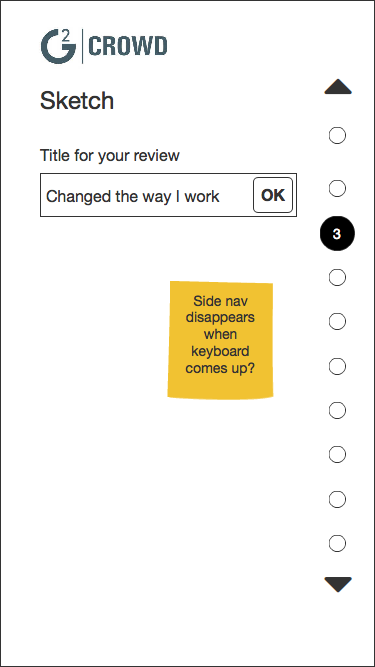 G2 CROWD
Sketch
Title for your review
Changed the way I work
OK
3
Side nav
disappears
when
keyboard
comes up?